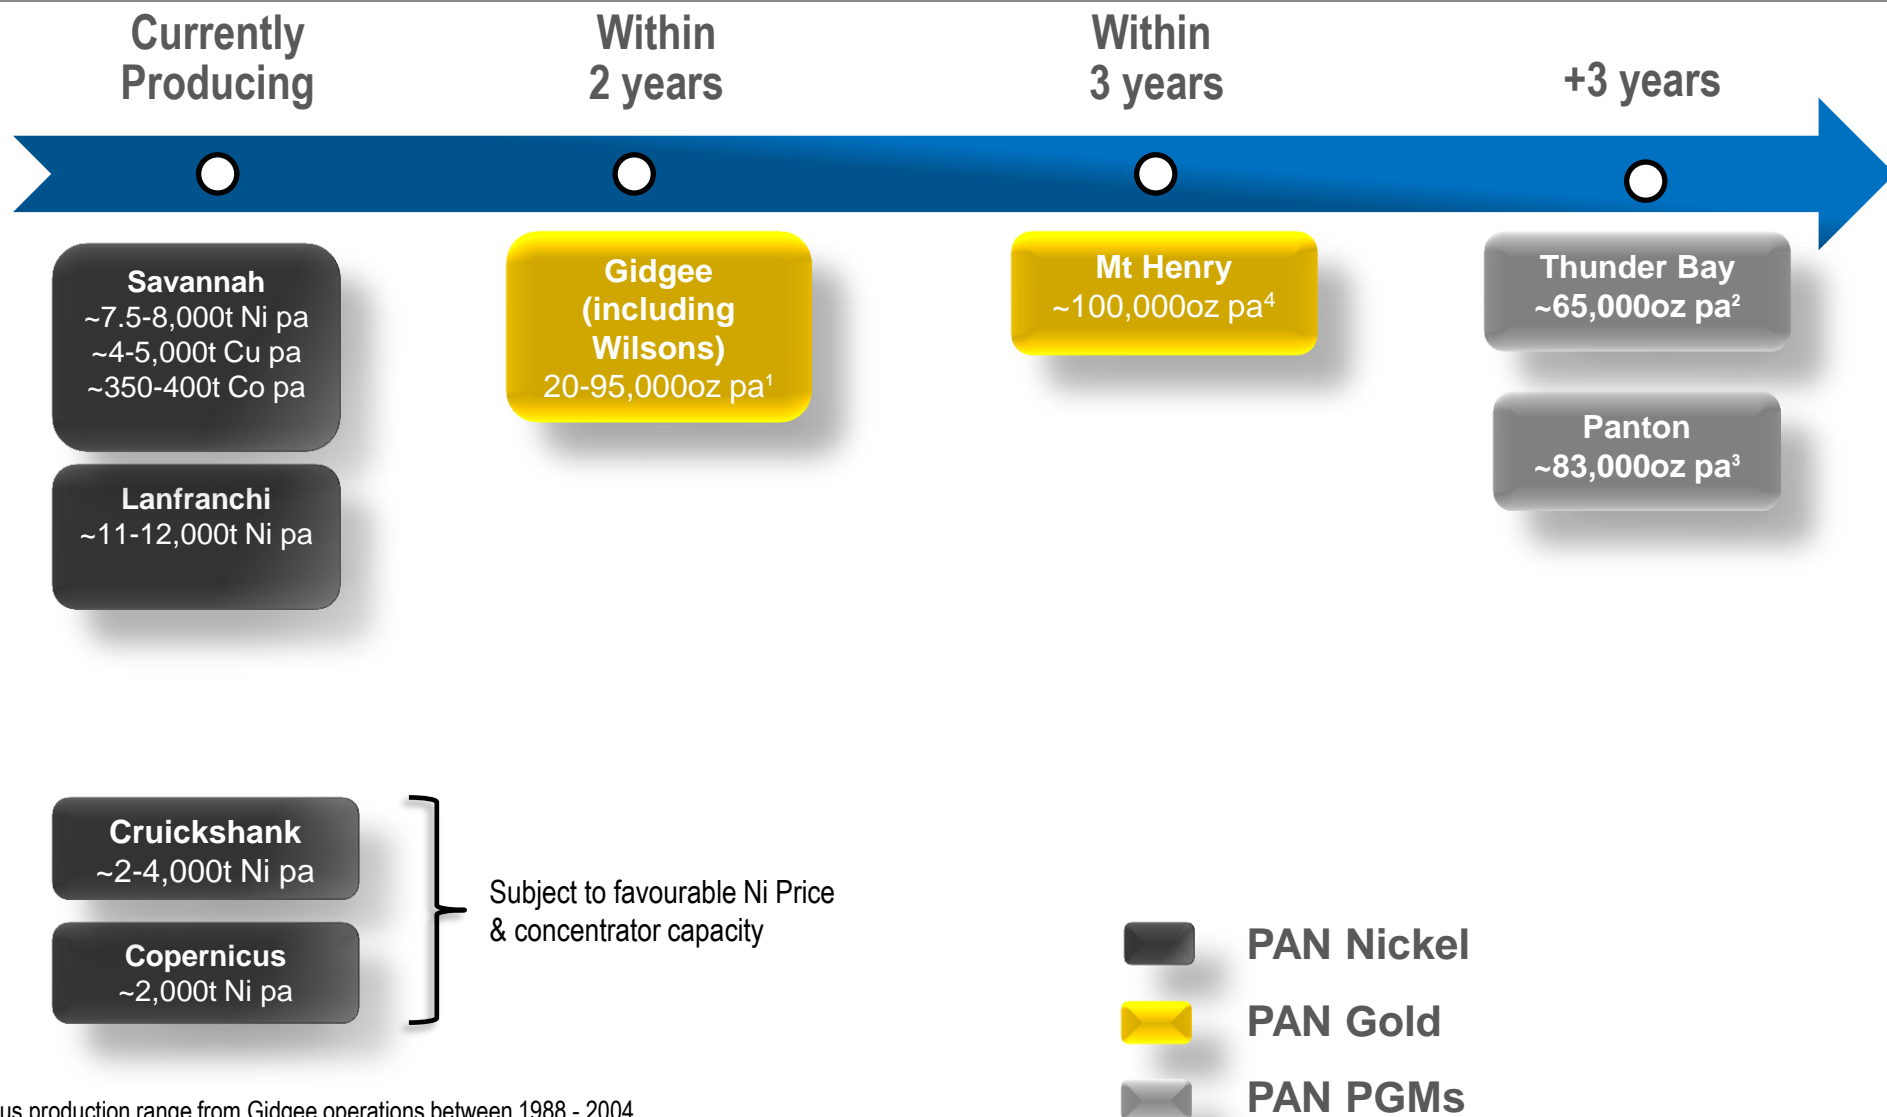 Currently
Producing
Within
2 years
Within
3 years
+3 years
Savannah
~7.5-8,000t Ni pa
~4-5,000t Cu pa
~350-400t Co pa
Lanfranchi
~11-12,000t Ni pa
Gidgee
(including
Wilsons)
20-95,000oz pa¹
Mt Henry
~100,000oz pa⁴
Thunder Bay
~65,000oz pa²
Panton
~83,000oz pa³
Cruickshank
~2-4,000t Ni pa
Copernicus
~2,000t Ni pa
Subject to favourable Ni Price
& concentrator capacity
PAN Nickel
PAN Gold
PAN PGMs
production range from Gidgee operations between 1988 - 2004